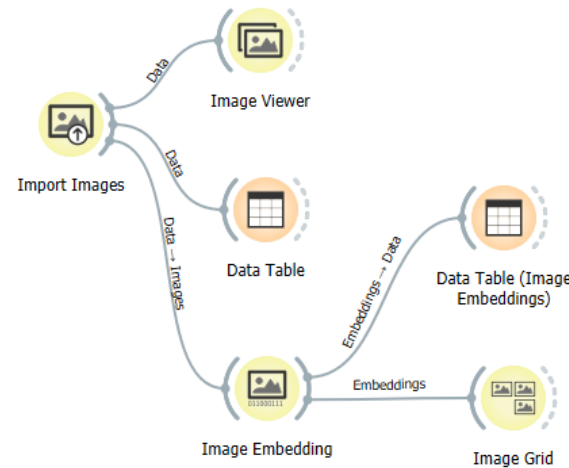 Data
Image Viewer
Import Images
Data
Data Table
Data → Images
Embeddings → Data
Data Table (Image
Embeddings)
Embeddings
011000111
Image Embedding
Image Grid